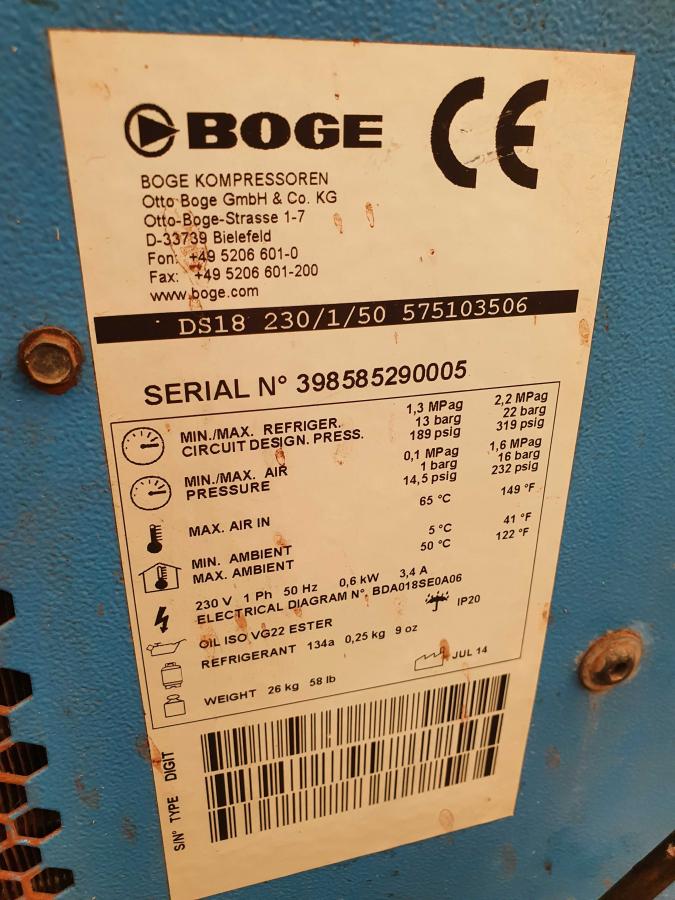 BOGE CE
BOGE KOMPRESSOREN
Otto Boge GmbH & Co. KG
Otto-Boge-Strasse 1-7
D-33739 Bielefeld
Fon: +49 5206 601-0
Fax: +49 5206 601-200
www.boge.com
DS18 230/1/50 575103506
SERIAL N° 398585290005
MIN./MAX. REFRIGER. CIRCUIT DESIGN. PRESS.
1,3 MPag 2,2 MPag
13 barg 22 barg
189 psig 319 psig
MIN./MAX. AIR PRESSURE
0,1 MPag 1,6 MPag
1 barg 16 barg
14,5 psig 232 psig
MAX. AIR IN 65 °C 149 °F
MIN. AMBIENT 5 °C 41 °F
MAX. AMBIENT 50 °C 122 °F
230 V 1 Ph 50 Hz 0,6 kW 3,4 A
ELECTRICAL DIAGRAM N°. BDA018SE0A06
OIL ISO VG22 ESTER IP20
REFRIGERANT 134a 0,25 kg 9 oz
WEIGHT 26 kg 58 lb JUL 14
S/N° TYPE DIGIT